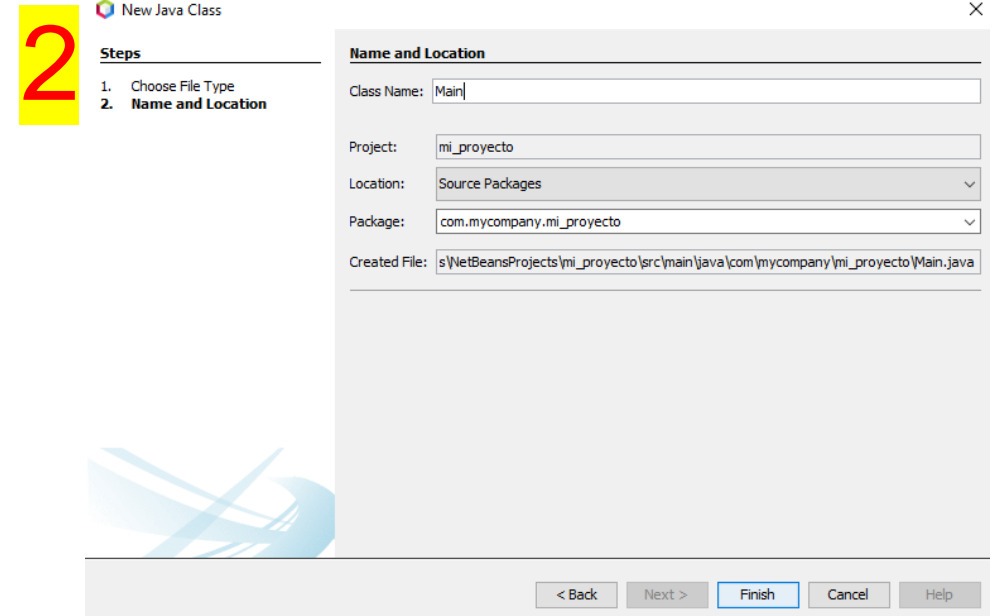 2
New Java Class
Steps
1. Choose File Type
2. Name and Location
Name and Location
Class Name: Main
Project: mi_proyecto
Location: Source Packages
Package: com.mycompany.mi_proyecto
Created File: s\NetBeansProjects\mi_proyecto\src\main\java\com\mycompany\mi_proyecto\Main.java
< Back Next > Finish Cancel Help